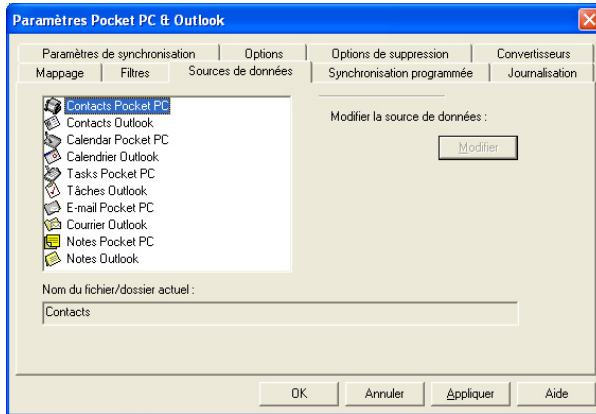 Paramètres Pocket PC & Outlook
Paramètres de synchronisation
Options
Options de suppression
Convertisseurs
Mappage
Filtres
Sources de données
Synchronisation programmée
Journalisation
Contacts Pocket PC
Contacts Outlook
Calendar Pocket PC
Calendrier Outlook
Tasks Pocket PC
Tâches Outlook
E-mail Pocket PC
Courrier Outlook
Notes Pocket PC
Notes Outlook
Modifier la source de données :
Modifier
Nom du fichier/dossier actuel :
Contacts
OK
Annuler
Appliquer
Aide